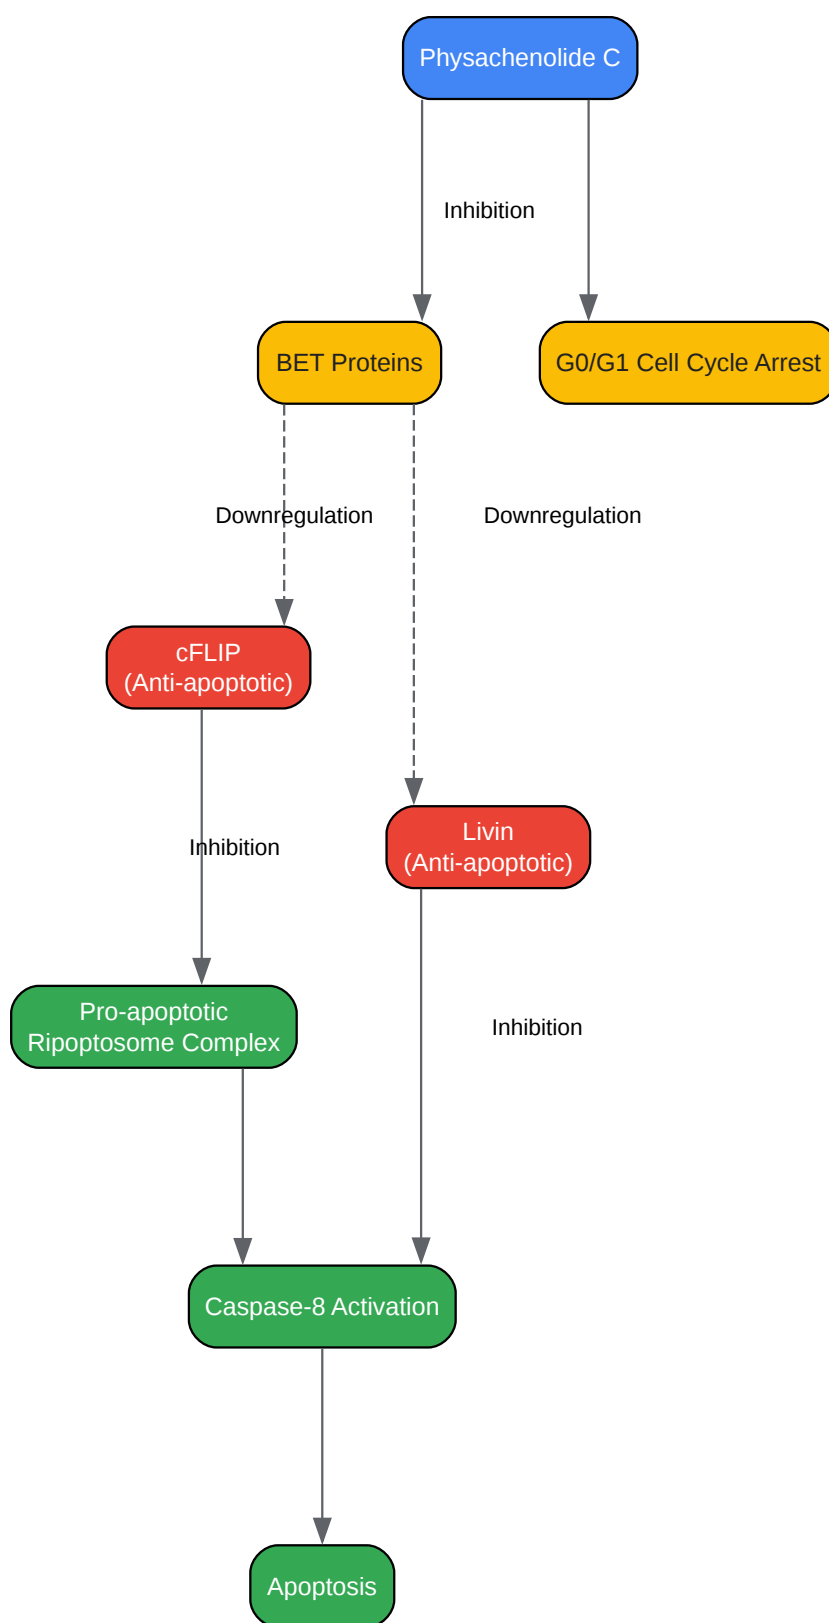 Physachenolide C
Inhibition
BET Proteins
G0/G1 Cell Cycle Arrest
Downregulation
Downregulation
cFLIP
(Anti-apoptotic)
Livin
(Anti-apoptotic)
Inhibition
Pro-apoptotic
Ripoptosome Complex
Inhibition
Caspase-8 Activation
Apoptosis